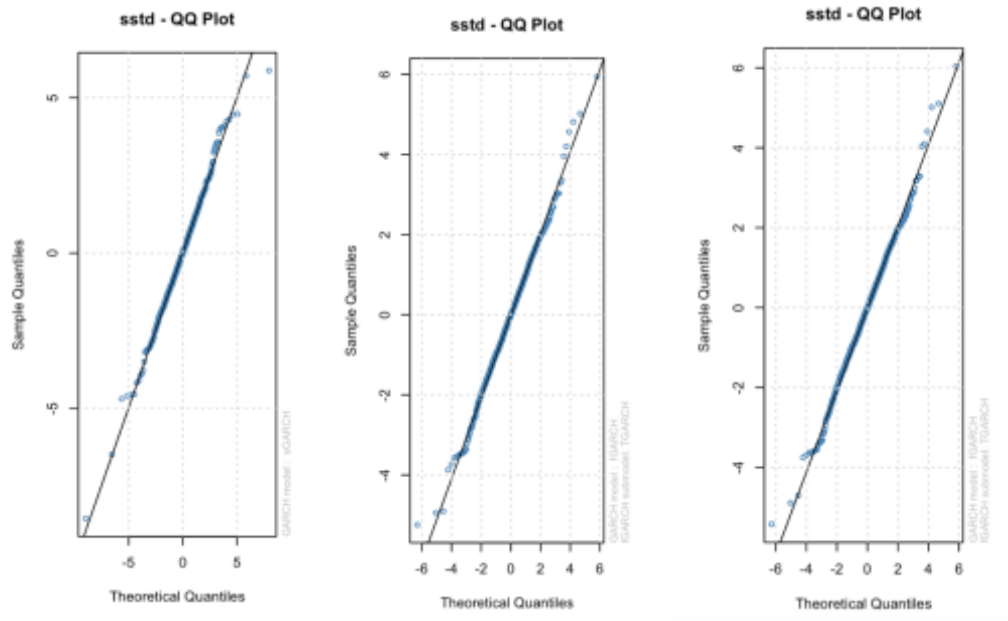 sstd - QQ Plot
5
0
-5
Sample Quantiles
-5 0 5
Theoretical Quantiles
GARCH model : sGARCH
sstd - QQ Plot
6
4
2
0
-2
-4
Sample Quantiles
-6 -4 -2 0 2 4 6
Theoretical Quantiles
GARCH model : fGARCH
fGARCH submodel: TGARCH
sstd - QQ Plot
6
4
2
0
-2
-4
Sample Quantiles
-6 -4 -2 0 2 4 6
Theoretical Quantiles
GARCH model : fGARCH
fGARCH submodel: TGARCH